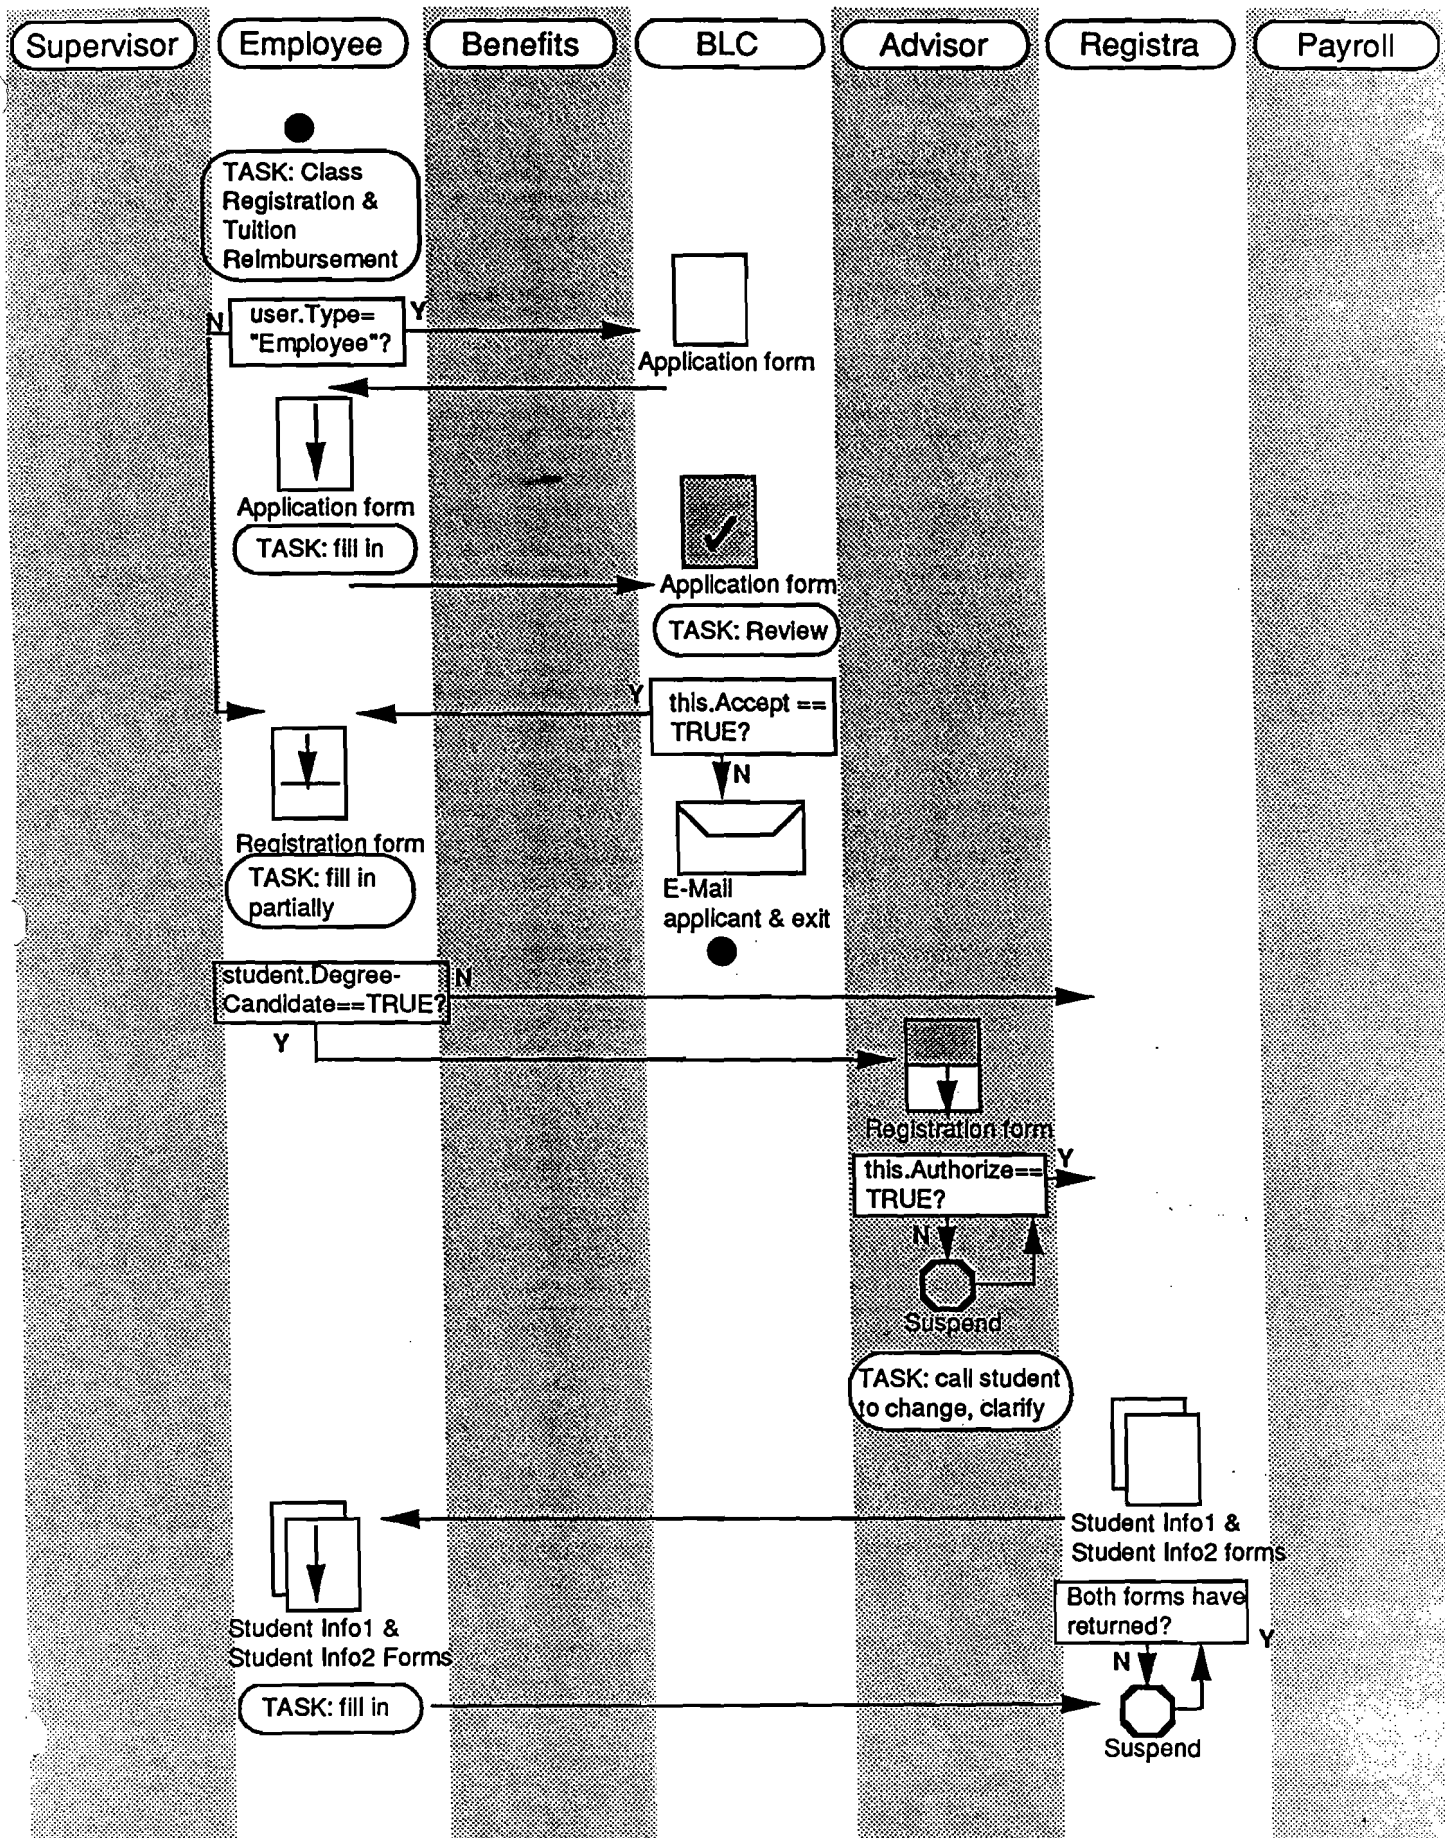 Supervisor
Employee
Benefits
BLC
Advisor
Registra
Payroll
TASK: Class
Registration &
Tuition
Reimbursement
N
user.Type=
"Employee"?
Y
Application form
Application form
TASK: fill in
Application form
TASK: Review
Y
this.Accept ==
TRUE?
N
Registration form
TASK: fill in
partially
E-Mail
applicant & exit
student.Degree-
Candidate==TRUE?
N
Y
Registration form
this.Authorize==
TRUE?
Y
N
Suspend
TASK: call student
to change, clarify
Student Info1 &
Student Info2 forms
Student Info1 &
Student Info2 Forms
TASK: fill in
Both forms have
returned?
Y
N
Suspend